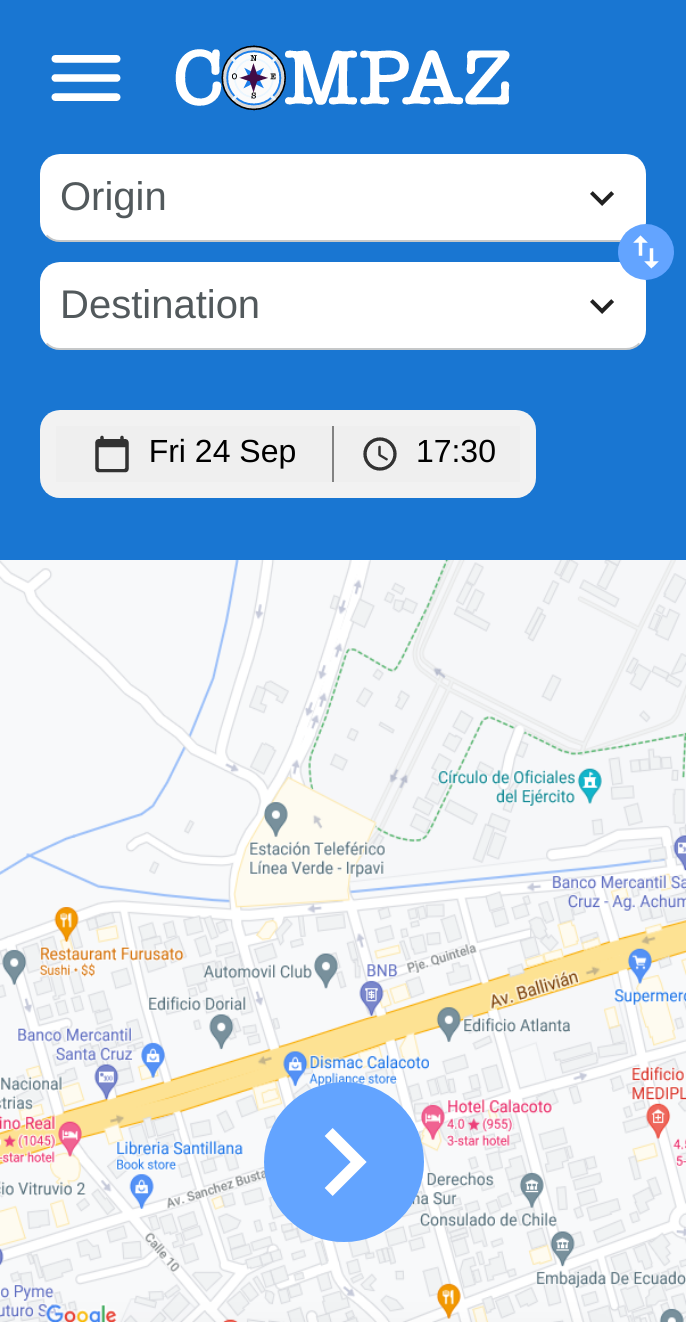 COMPAZ
N
O E
S
Origin
Destination
Fri 24 Sep
17:30
Círculo de Oficiales
del Ejército
Estación Teleférico
Línea Verde - Irpavi
Banco Mercantil Sa
Cruz - Ag. Achum
Restaurant Furusato
Sushi • $$
Automovil Club
BNB
Pje. Quintela
Av. Ballivián
Supermerc
Edificio Dorial
Edificio Atlanta
Banco Mercantil
Santa Cruz
Dismac Calacoto
Appliance store
Nacional
strias
Edificio
MEDIPL
ino Real
★ (1045)
star hotel
Hotel Calacoto
4.0 ★ (955)
3-star hotel
4.5
5-
Libreria Santillana
Book store
io Vitruvio 2
Av. Sanchez Busta
Derechos
na Sur
Consulado de Chile
Calle 10
Embajada De Ecuado
o Pyme
uturo S
Google